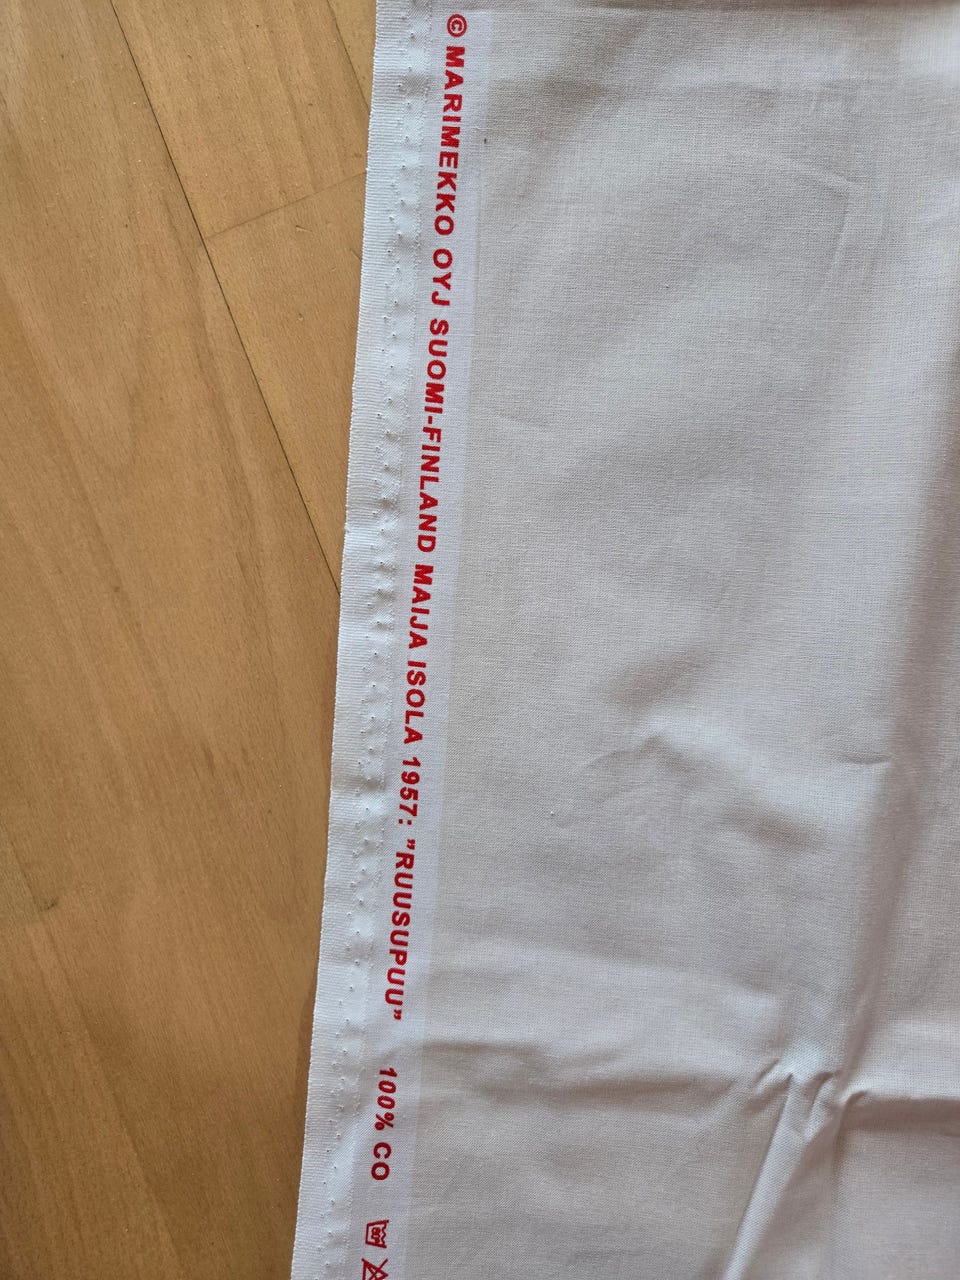 © MARIMEKKO OYJ SUOMI-FINLAND MAIJA ISOLA 1957: ”RUUSUPUU” 100% CO